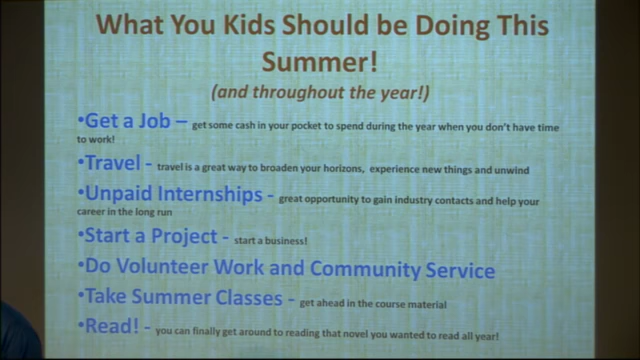 What You Kids Should be Doing This
Summer!
(and throughout the year!)
•Get a Job – get some cash in your pocket to spend during the year when you don't have time
to work!
•Travel - travel is a great way to broaden your horizons, experience new things and unwind
•Unpaid Internships - great opportunity to gain industry contacts and help your
career in the long run
•Start a Project - start a business!
•Do Volunteer Work and Community Service
•Take Summer Classes - get ahead in the course material
•Read! - you can finally get around to reading that novel you wanted to read all year!